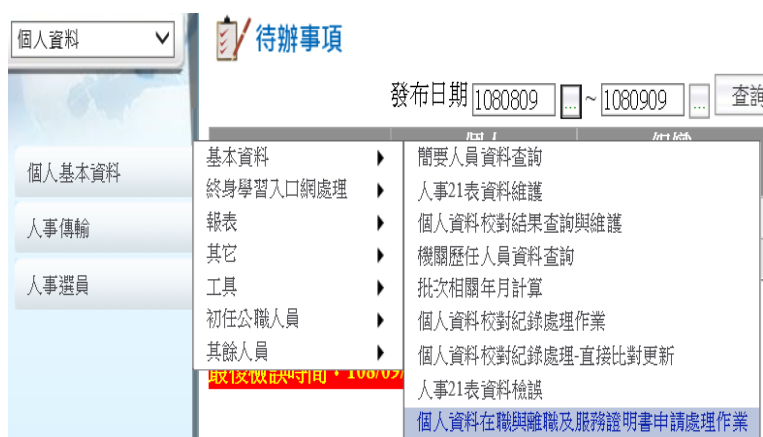 個人資料
待辦事項
發布日期 1080809 ... ~ 1080909 ... 查詢
個人基本資料
人事傳輸
人事選員
基本資料
終身學習入口網處理
報表
其它
工具
初任公職人員
其餘人員
簡要人員資料查詢
人事21表資料維護
個人資料校對結果查詢與維護
機關歷任人員資料查詢
批次相關年月計算
個人資料校對紀錄處理作業
個人資料校對紀錄處理-直接比對更新
人事21表資料檢誤
個人資料在職與離職及服務證明書申請處理作業
最後檢誤時間：108/09/